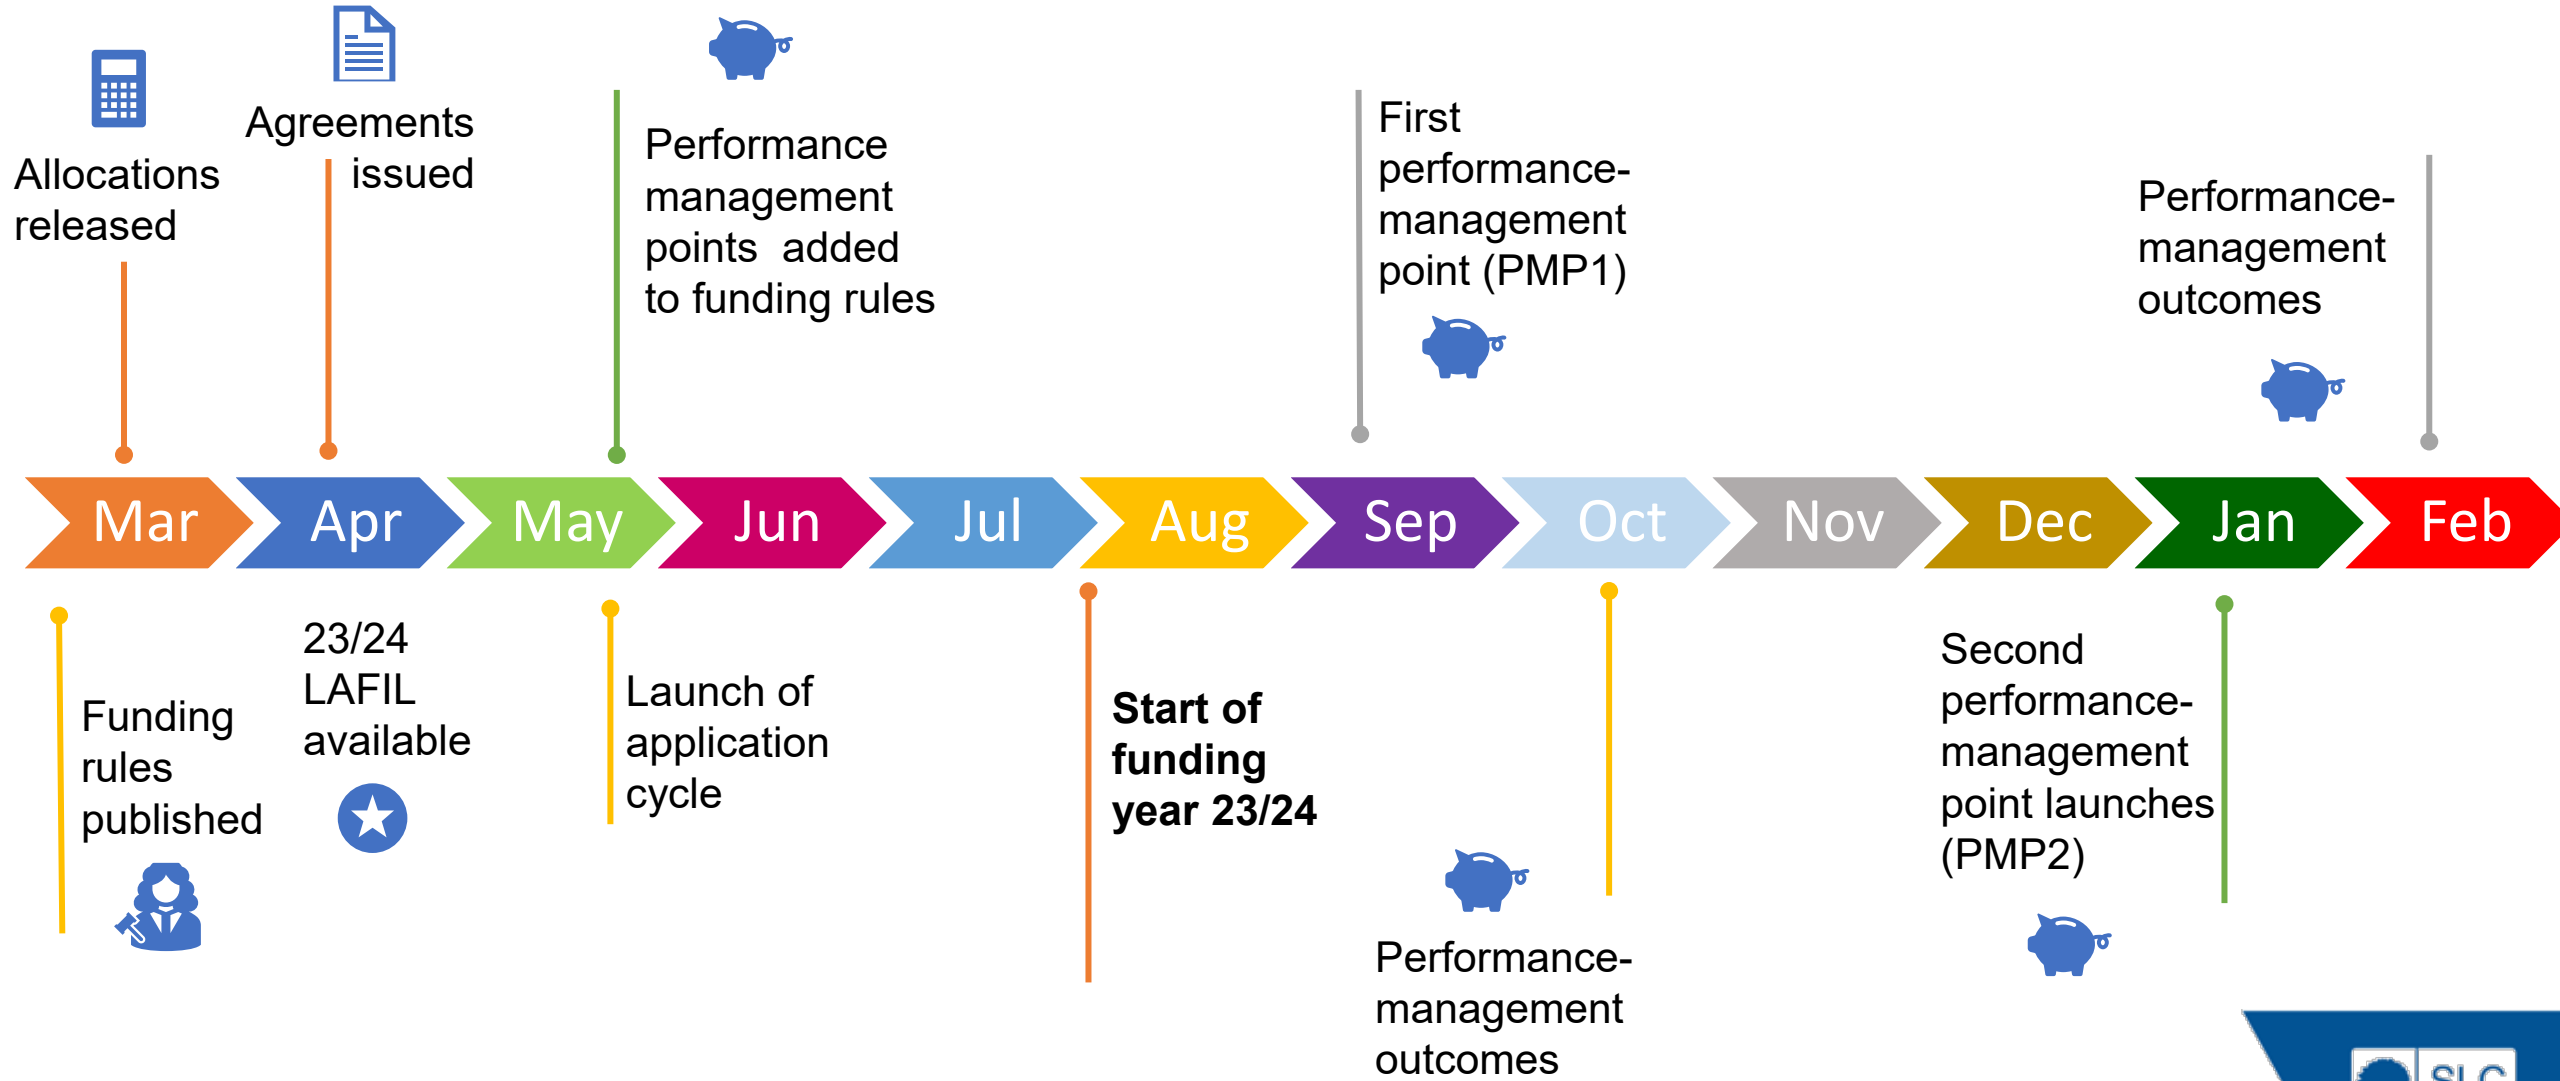 Allocations
released
Agreements
issued
Performance
management
points  added
to funding rules
First
performance-
management
point (PMP1)
Performance-
management
outcomes
Mar
Apr
May
Jun
Jul
Aug
Sep
Oct
Nov
Dec
Jan
Feb
Funding
rules
published
23/24
LAFIL
available
Launch of
application
cycle
Start of
funding
year 23/24
Performance-
management
outcomes
Second
performance-
management
point launches
(PMP2)
SLC